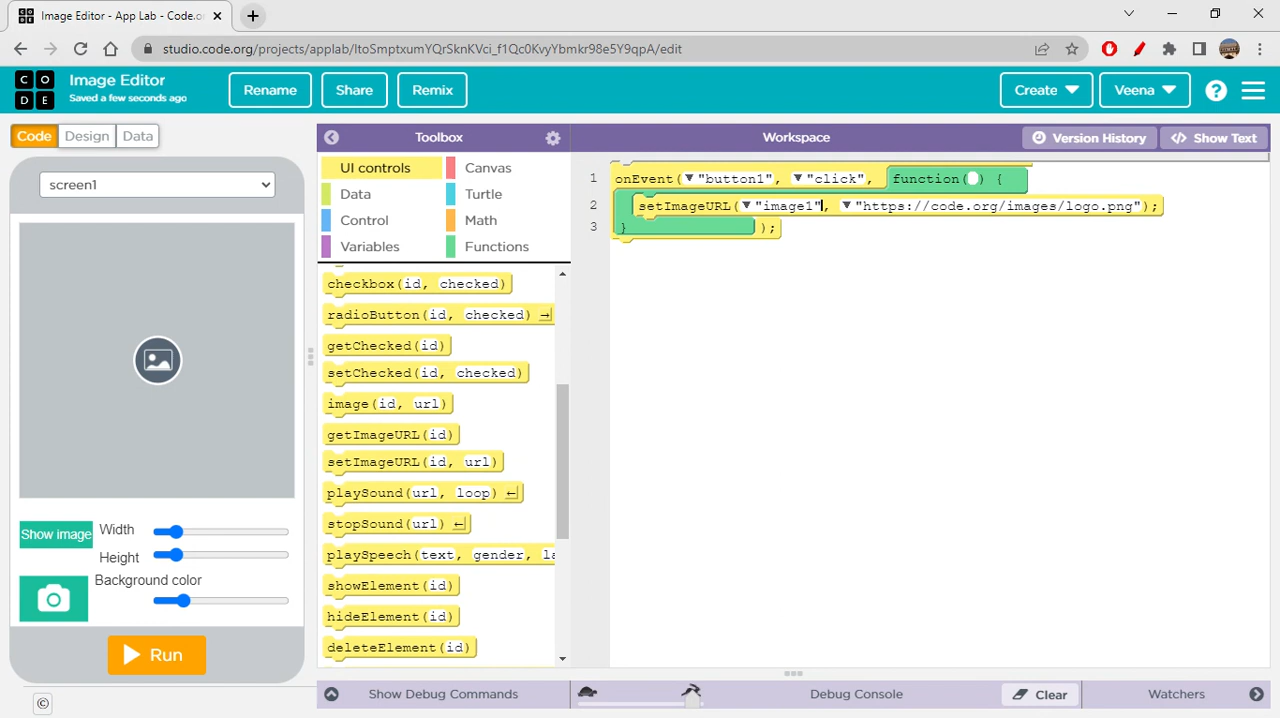 Image Editor - App Lab - Code.or
studio.code.org/projects/applab/ltoSmptxumYQrSknKVci_f1Qc0KvyYbmkr98e5Y9qpA/edit
C O
D E
Image Editor
Saved a few seconds ago
Rename
Share
Remix
Create
Veena
?
Code
Design
Data
Toolbox
Workspace
Version History
</> Show Text
screen1
UI controls
Canvas
Data
Turtle
Control
Math
Variables
Functions
checkbox(id, checked)
radioButton(id, checked)
getChecked(id)
setChecked(id, checked)
image(id, url)
getImageURL(id)
setImageURL(id, url)
playSound(url, loop)
stopSound(url)
playSpeech(text, gender, la
showElement(id)
hideElement(id)
deleteElement(id)
1 onEvent("button1", "click", function() {
2 setImageURL("image1", "https://code.org/images/logo.png");
3 } );
Show image
Width
Height
Background color
Run
Show Debug Commands
Debug Console
Clear
Watchers
©